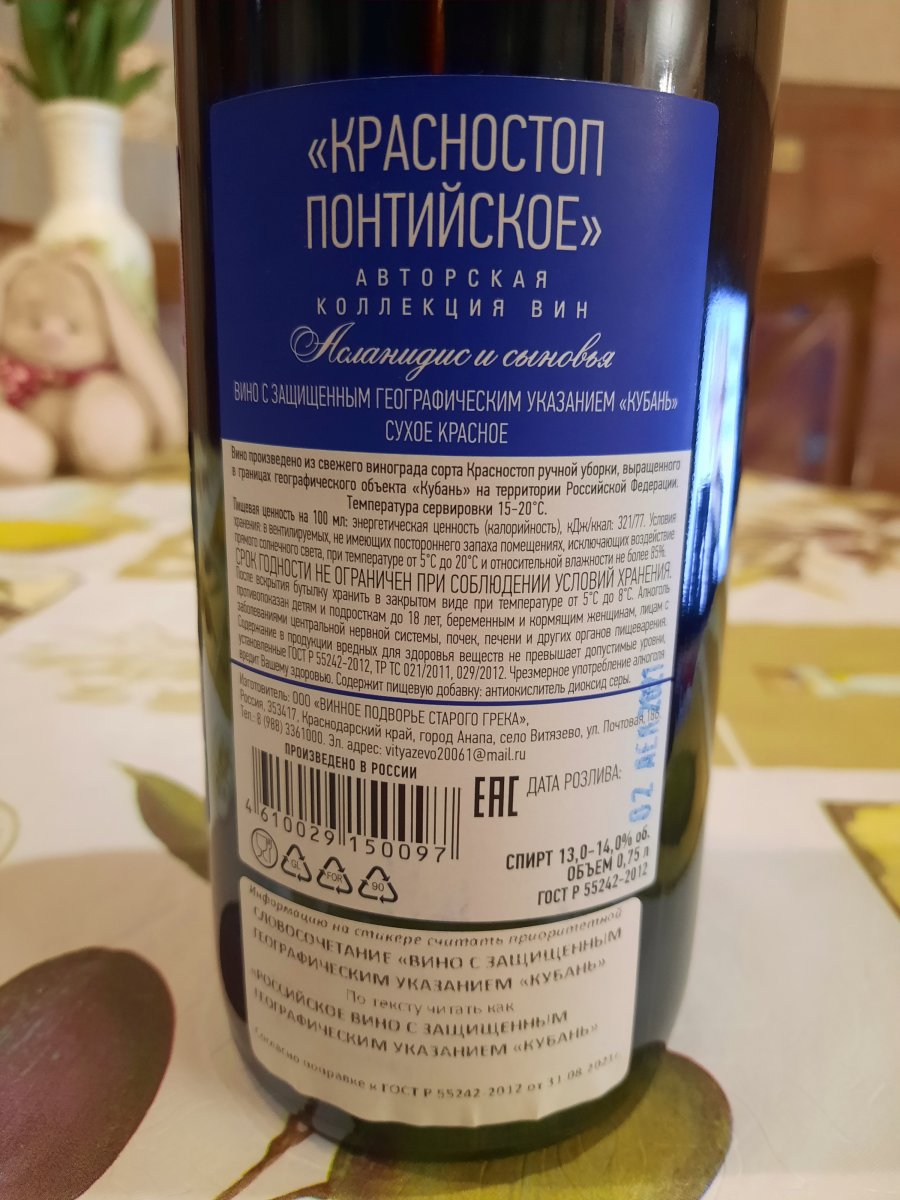 «КРАСНОСТОП
ПОНТИЙСКОЕ»
АВТОРСКАЯ
КОЛЛЕКЦИЯ ВИН
Асланидис и сыновья
ВИНО С ЗАЩИЩЕННЫМ ГЕОГРАФИЧЕСКИМ УКАЗАНИЕМ «КУБАНЬ»
СУХОЕ КРАСНОЕ
Вино произведено из свежего винограда сорта Красностоп ручной уборки, выращенного
в границах географического объекта «Кубань» на территории Российской Федерации.
Температура сервировки 15-20°С.
Пищевая ценность на 100 мл: энергетическая ценность (калорийность), кДж/ккал: 321/77. Условия
хранения: в вентилируемых, не имеющих постороннего запаха помещениях, исключающих воздействие
прямого солнечного света, при температуре от 5°С до 20°С и относительной влажности не более 85%.
СРОК ГОДНОСТИ НЕ ОГРАНИЧЕН ПРИ СОБЛЮДЕНИИ УСЛОВИЙ ХРАНЕНИЯ.
После вскрытия бутылку хранить в закрытом виде при температуре от 5°С до 8°С. Алкоголь
противопоказан детям и подросткам до 18 лет, беременным и кормящим женщинам, лицам с
заболеваниями центральной нервной системы, почек, печени и других органов пищеварения.
Содержание в продукции вредных для здоровья веществ не превышает допустимые уровни,
установленные ГОСТ Р 55242-2012, ТР ТС 021/2011, 029/2012. Чрезмерное употребление алкоголя
вредит Вашему здоровью. Содержит пищевую добавку: антиокислитель диоксид серы.
Изготовитель: ООО «ВИННОЕ ПОДВОРЬЕ СТАРОГО ГРЕКА»,
Россия, 353417, Краснодарский край, город Анапа, село Витязево, ул. Почтовая,
Тел.: 8 (988) 3361000. Эл. адрес: vityazevo20061@mail.ru
ПРОИЗВЕДЕНО В РОССИИ
EAC ДАТА РОЗЛИВА:
02
4 610029 150097
GL
FOR
90
СПИРТ 13,0-14,0% об.
ОБЪЕМ 0,75 л
ГОСТ Р 55242-2012
Информацию на стикере считать приоритетной
СЛОВОСОЧЕТАНИЕ «ВИНО С ЗАЩИЩЕННЫМ
ГЕОГРАФИЧЕСКИМ УКАЗАНИЕМ «КУБАНЬ»
По тексту читать как
«РОССИЙСКОЕ ВИНО С ЗАЩИЩЕННЫМ
ГЕОГРАФИЧЕСКИМ УКАЗАНИЕМ «КУБАНЬ»
Согласно поправке к ГОСТ Р 55242-2012 от 31.08.2021г.